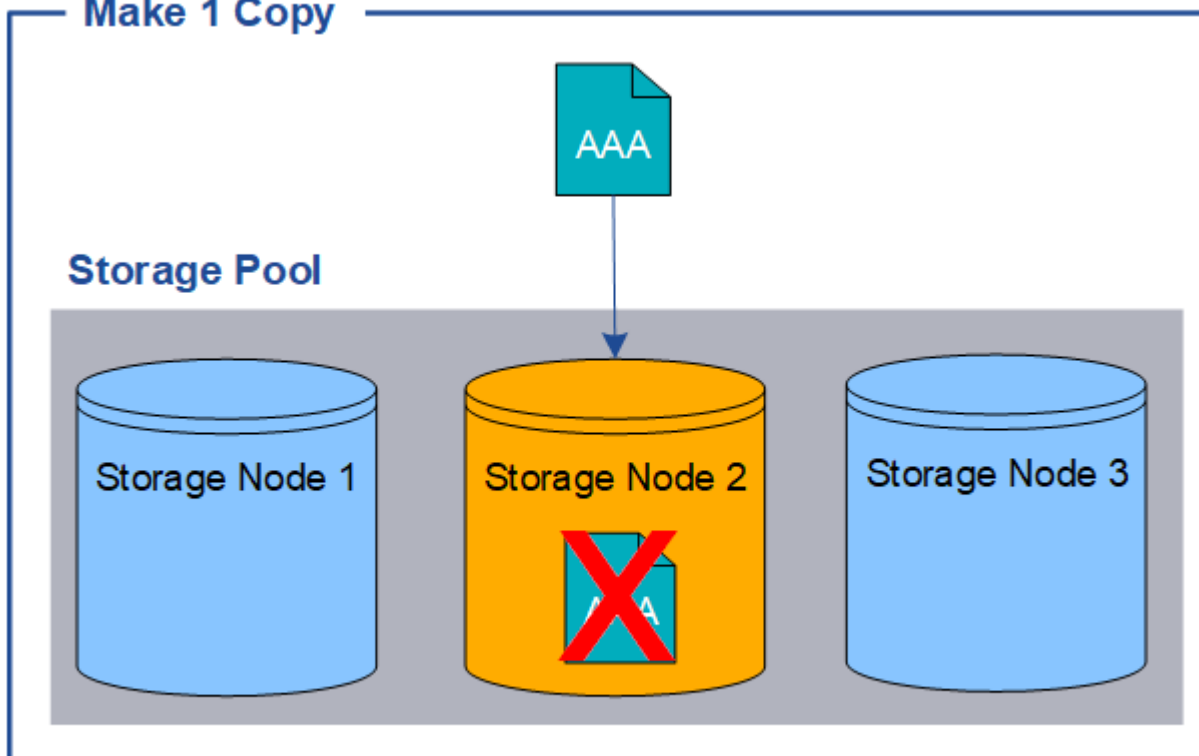 Make 1 Copy
AAA
Storage Pool
Storage Node 1
Storage Node 2
Storage Node 3